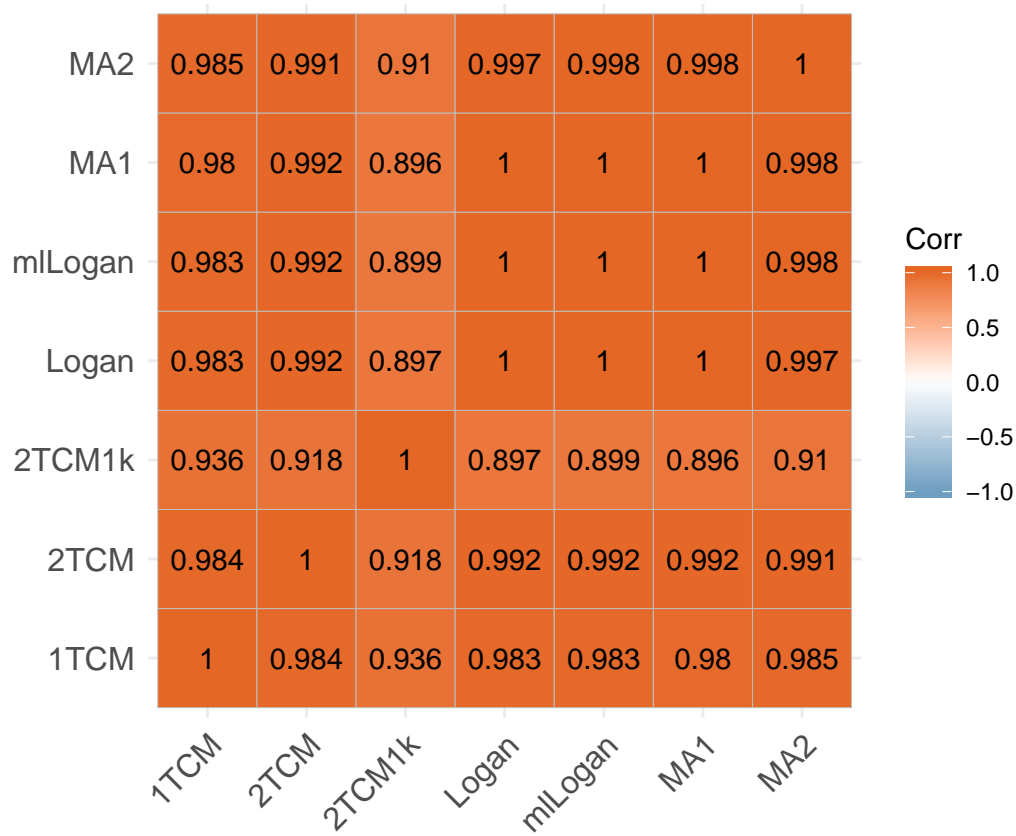 MA2 0.985 0.991 0.91 0.997 0.998 0.998 1
MA1 0.98 0.992 0.896 1 1 1 0.998
mlLogan 0.983 0.992 0.899 1 1 1 0.998
Logan 0.983 0.992 0.897 1 1 1 0.997
2TCM1k 0.936 0.918 1 0.897 0.899 0.896 0.91
2TCM 0.984 1 0.918 0.992 0.992 0.992 0.991
1TCM 1 0.984 0.936 0.983 0.983 0.98 0.985
1TCM 2TCM 2TCM1k Logan mlLogan MA1 MA2
Corr
1.0
0.5
0.0
−0.5
−1.0